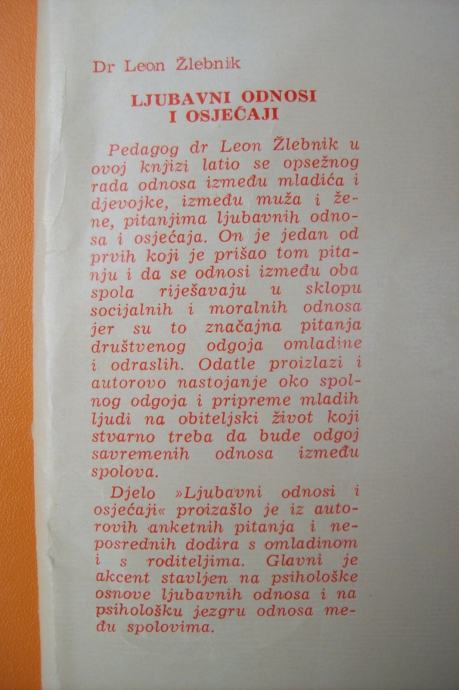 Dr Leon Žlebnik
LJUBAVNI ODNOSI
I OSJEĆAJI
Pedagog dr Leon Žlebnik u
ovoj knjizi latio se opsežnog
rada odnosa između mladića i
djevojke, između muža i že-
ne, pitanjima ljubavnih odno-
sa i osjećaja. On je jedan od
prvih koji je prišao tom pita-
nju i da se odnosi između oba
spola riješavaju u sklopu
socijalnih i moralnih odnosa
jer su to značajna pitanja
društvenog odgoja omladine
i odraslih. Odatle proizlazi i
autorovo nastojanje oko spol-
nog odgoja i pripreme mladih
ljudi na obiteljski život koji
stvarno treba da bude odgoj
savremenih odnosa između
spolova.
Djelo »Ljubavni odnosi i
osjećaji« proizašlo je iz auto-
rovih anketnih pitanja i ne-
posrednih dodira s omladinom
i s roditeljima. Glavni je
akcent stavljen na psihološke
osnove ljubavnih odnosa i na
psihološku jezgru odnosa me-
đu spolovima.